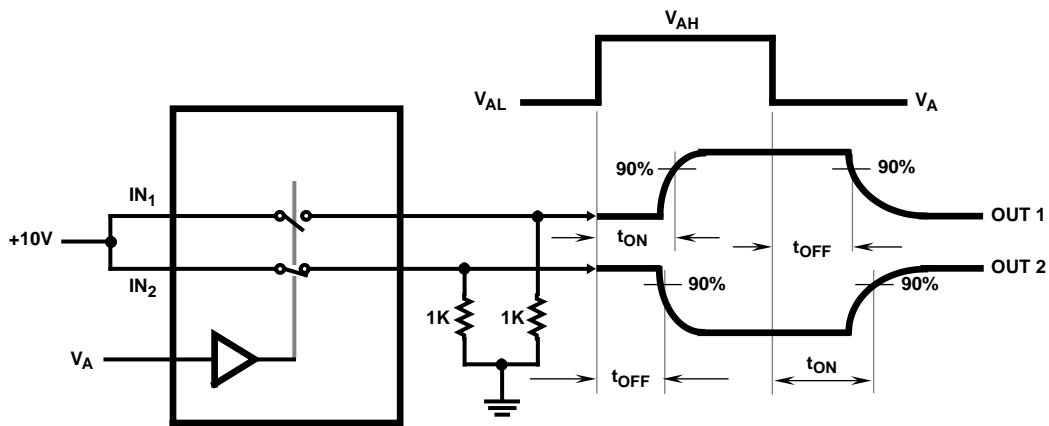 V_AH
V_AL
V_A
IN_1
+10V
IN_2
V_A
1K 1K
90% 90%
OUT 1
t_ON
t_OFF
OUT 2
90% 90%
t_OFF
t_ON